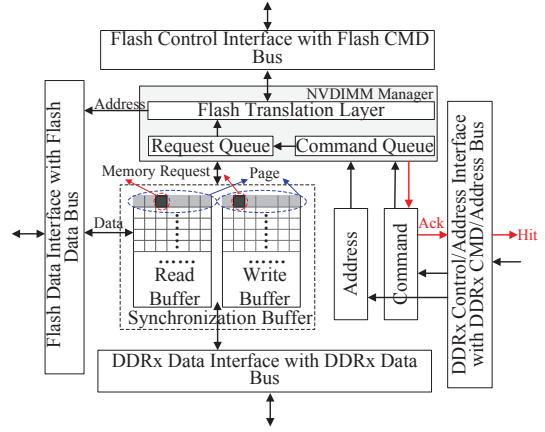 Flash Control Interface with Flash CMD
Bus
NVDIMM Manager
Flash Translation Layer
Request Queue
Command Queue
Address
Memory Request
Page
Flash Data Interface with Flash
Data Bus
Data
Read
Buffer
Write
Buffer
Synchronization Buffer
Address
Command
Ack
Hit
DDRx Control/Address Interface
with DDRx CMD/Address Bus
DDRx Data Interface with DDRx Data
Bus